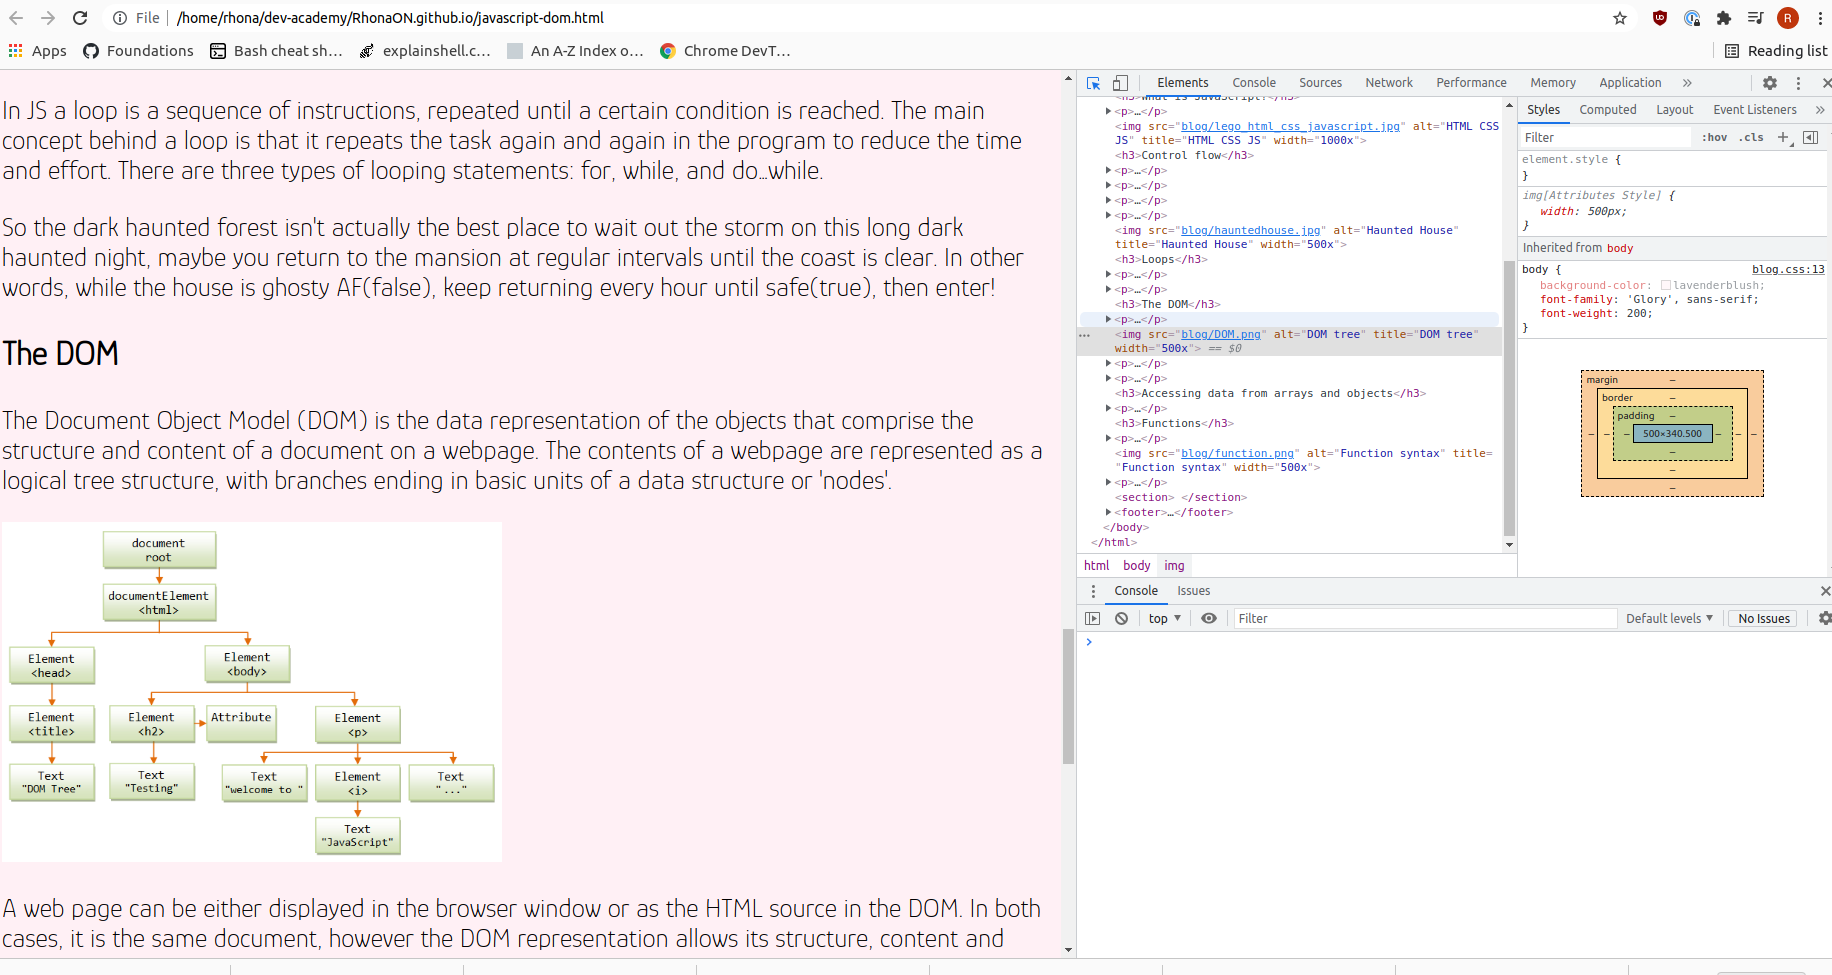 File | /home/rhona/dev-academy/RhonaON.github.io/javascript-dom.html
R
Apps Foundations Bash cheat sh... explainshell.c... An A-Z Index o... Chrome DevT... Reading list
In JS a loop is a sequence of instructions, repeated until a certain condition is reached. The main
concept behind a loop is that it repeats the task again and again in the program to reduce the time
and effort. There are three types of looping statements: for, while, and do...while.
So the dark haunted forest isn't actually the best place to wait out the storm on this long dark
haunted night, maybe you return to the mansion at regular intervals until the coast is clear. In other
words, while the house is ghosty AF(false), keep returning every hour until safe(true), then enter!
The DOM
The Document Object Model (DOM) is the data representation of the objects that comprise the
structure and content of a document on a webpage. The contents of a webpage are represented as a
logical tree structure, with branches ending in basic units of a data structure or 'nodes'.
document
root
documentElement
<html>
Element
<head>
Element
<body>
Element
<title>
Element
<h2>
Attribute
Element
<p>
Text
"DOM Tree"
Text
"Testing"
Text
"welcome to "
Element
<i>
Text
"..."
Text
"JavaScript"
A web page can be either displayed in the browser window or as the HTML source in the DOM. In both
cases, it is the same document, however the DOM representation allows its structure, content and
Elements Console Sources Network Performance Memory Application »
<h3>What is JavaScript?</h3>
<p>…</p>
<img src="blog/lego_html_css_javascript.jpg" alt="HTML CSS
JS" title="HTML CSS JS" width="1000x">
<h3>Control flow</h3>
<p>…</p>
<p>…</p>
<p>…</p>
<p>…</p>
<img src="blog/hauntedhouse.jpg" alt="Haunted House"
title="Haunted House" width="500x">
<h3>Loops</h3>
<p>…</p>
<p>…</p>
<h3>The DOM</h3>
<p>…</p>
<img src="blog/DOM.png" alt="DOM tree" title="DOM tree"
width="500x"> == $0
<p>…</p>
<p>…</p>
<h3>Accessing data from arrays and objects</h3>
<p>…</p>
<h3>Functions</h3>
<p>…</p>
<img src="blog/function.png" alt="Function syntax" title=
"Function syntax" width="500x">
<p>…</p>
<section> </section>
<footer>…</footer>
</body>
</html>
html body img
Styles Computed Layout Event Listeners »
Filter :hov .cls +
element.style {
}
img[Attributes Style] {
width: 500px;
}
Inherited from body
body { blog.css:13
background-color: lavenderblush;
font-family: 'Glory', sans-serif;
font-weight: 200;
}
margin –
border –
padding –
– – – 500×340.500 – – –
–
–
–
Console Issues
top Filter Default levels No Issues